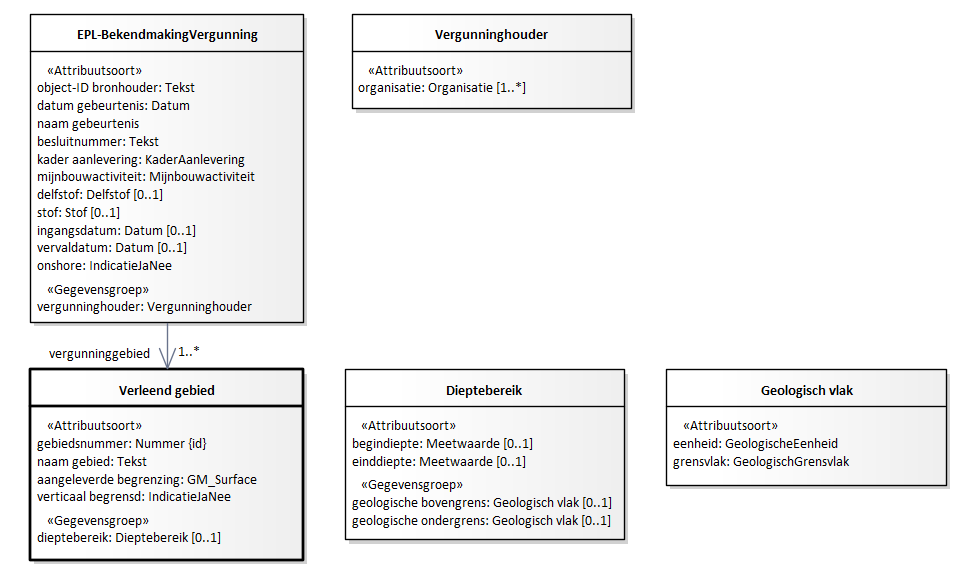 EPL-BekendmakingVergunning
«Attribuutsoort»
object-ID bronhouder: Tekst
datum gebeurtenis: Datum
naam gebeurtenis
besluitnummer: Tekst
kader aanlevering: KaderAanlevering
mijnbouwactiviteit: Mijnbouwactiviteit
delfstof: Delfstof [0..1]
stof: Stof [0..1]
ingangsdatum: Datum [0..1]
vervaldatum: Datum [0..1]
onshore: IndicatieJaNee
«Gegevensgroep»
vergunninghouder: Vergunninghouder
Vergunninghouder
«Attribuutsoort»
organisatie: Organisatie [1..*]
vergunninggebied
1..*
Verleend gebied
«Attribuutsoort»
gebiedsnummer: Nummer {id}
naam gebied: Tekst
aangeleverde begrenzing: GM_Surface
verticaal begrensd: IndicatieJaNee
«Gegevensgroep»
dieptebereik: Dieptebereik [0..1]
Dieptebereik
«Attribuutsoort»
begindiepte: Meetwaarde [0..1]
einddiepte: Meetwaarde [0..1]
«Gegevensgroep»
geologische bovengrens: Geologisch vlak [0..1]
geologische ondergrens: Geologisch vlak [0..1]
Geologisch vlak
«Attribuutsoort»
eenheid: GeologischeEenheid
grensvlak: GeologischGrensvlak